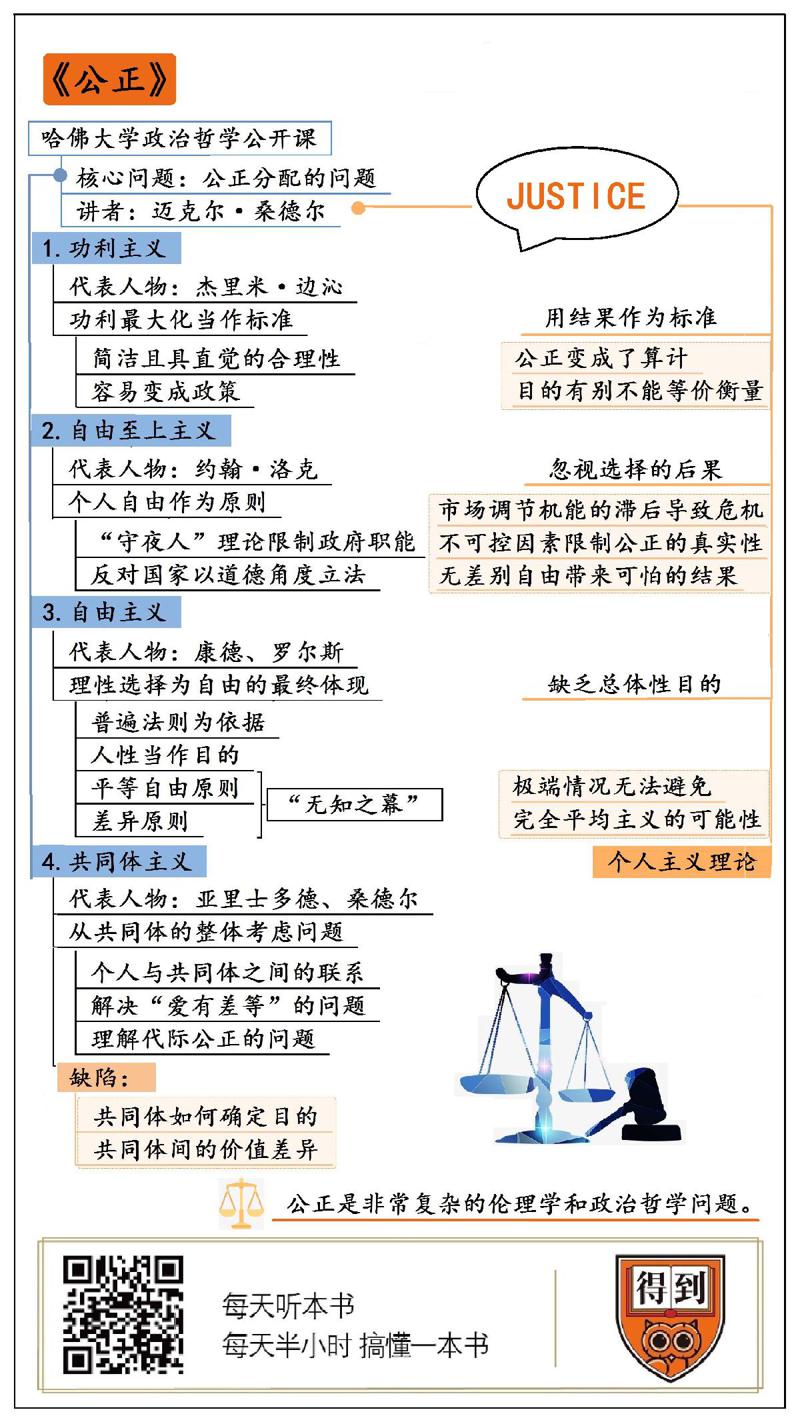 《公正》
哈佛大学政治哲学公开课
核心问题：公正分配的问题
讲者：迈克尔·桑德尔
JUSTICE
1.功利主义
代表人物：杰里米·边沁
功利最大化当作标准
简洁且具直觉的合理性
容易变成政策
用结果作为标准
公正变成了算计
目的有别不能等价衡量
2.自由至上主义
代表人物：约翰·洛克
个人自由作为原则
“守夜人”理论限制政府职能
反对国家以道德角度立法
忽视选择的后果
市场调节机能的滞后导致危机
不可控因素限制公正的真实性
无差别自由带来可怕的结果
3.自由主义
代表人物：康德、罗尔斯
理性选择为自由的最终体现
普遍法则为依据
人性当作目的
平等自由原则
差异原则
“无知之幕”
缺乏总体性目的
极端情况无法避免
完全平均主义的可能性
个人主义理论
4.共同体主义
代表人物：亚里士多德、桑德尔
从共同体的整体考虑问题
个人与共同体之间的联系
解决“爱有差等”的问题
理解代际公正的问题
缺陷：
共同体如何确定目的
共同体间的价值差异
公正是非常复杂的伦理学和政治哲学问题。
每天听本书
每天半小时 搞懂一本书
得到